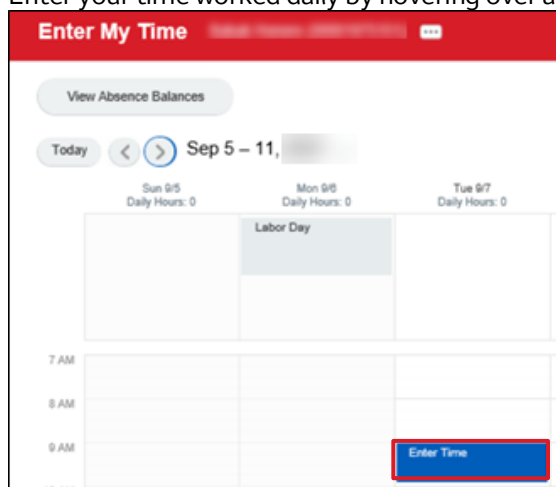 Enter your time worked daily by hovering over a
Enter My Time
View Absence Balances
Today Sep 5 – 11,
Sun 9/5 Mon 9/6 Tue 9/7
Daily Hours: 0 Daily Hours: 0 Daily Hours: 0
Labor Day
7 AM
8 AM
9 AM
Enter Time